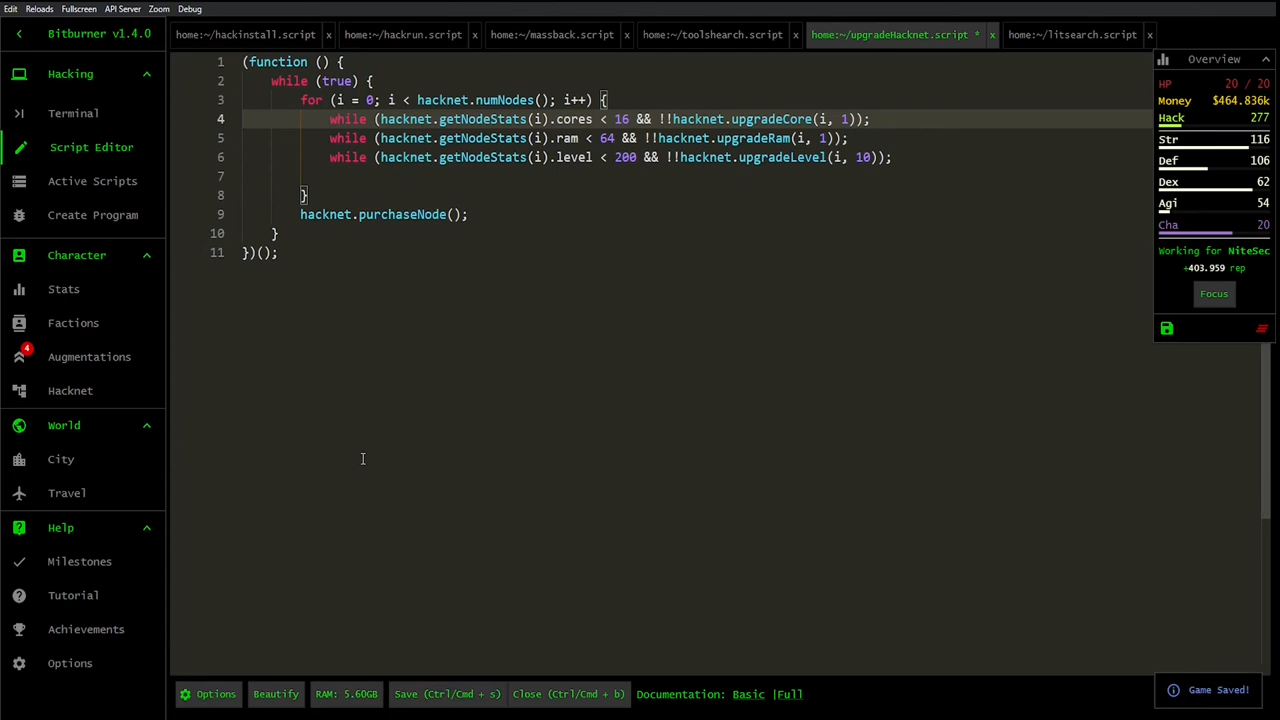 Edit Reloads Fullscreen API Server Zoom Debug
Bitburner v1.4.0
Hacking
Terminal
Script Editor
Active Scripts
Create Program
Character
Stats
Factions
4
Augmentations
Hacknet
World
City
Travel
Help
Milestones
Tutorial
Achievements
Options
home:~/hackinstall.script x home:~/hackrun.script x home:~/massback.script x home:~/toolsearch.script x home:~/upgradeHacknet.script * x home:~/litsearch.script x
1 (function () {
2 while (true) {
3 for (i = 0; i < hacknet.numNodes(); i++) {
4 while (hacknet.getNodeStats(i).cores < 16 && !!hacknet.upgradeCore(i, 1));
5 while (hacknet.getNodeStats(i).ram < 64 && !!hacknet.upgradeRam(i, 1));
6 while (hacknet.getNodeStats(i).level < 200 && !!hacknet.upgradeLevel(i, 10));
7
8 }
9 hacknet.purchaseNode();
10 }
11 })();
Overview
HP 20 / 20
Money $464.836k
Hack 277
Str 116
Def 106
Dex 62
Agi 54
Cha 20
Working for NiteSec
+403.959 rep
Focus
Options Beautify RAM: 5.60GB Save (Ctrl/Cmd + s) Close (Ctrl/Cmd + b) Documentation: Basic |Full
Game Saved!